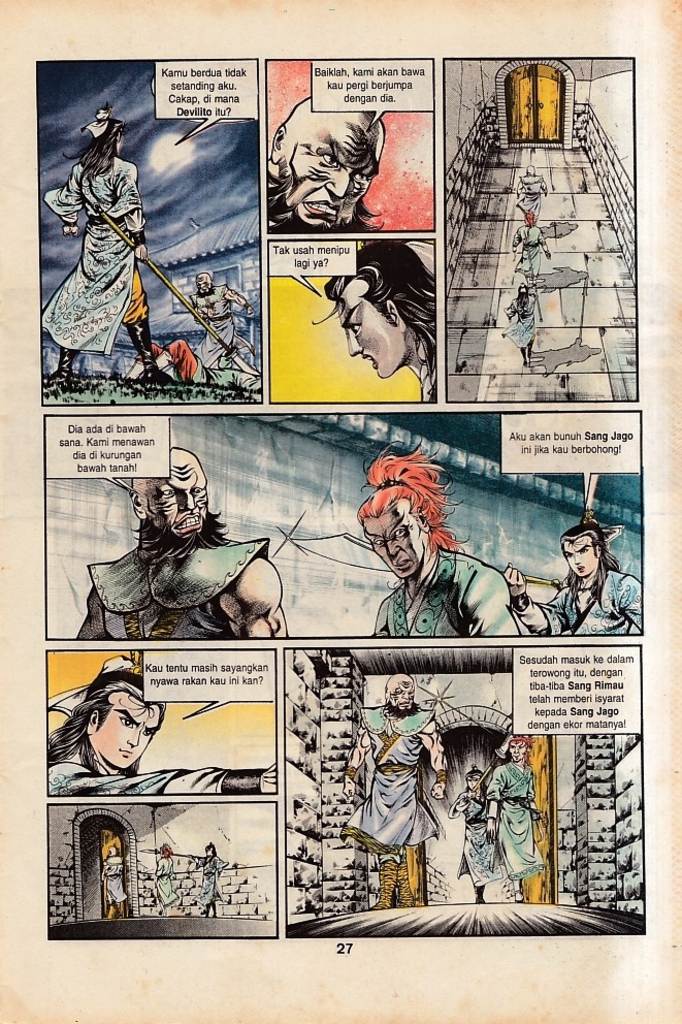 Kamu berdua tidak
setanding aku.
Cakap, di mana
Devilito itu?
Baiklah, kami akan bawa
kau pergi berjumpa
dengan dia.
Tak usah menipu
lagi ya?
Dia ada di bawah
sana. Kami menawan
dia di kurungan
bawah tanah!
Aku akan bunuh Sang Jago
ini jika kau berbohong!
Kau tentu masih sayangkan
nyawa rakan kau ini kan?
Sesudah masuk ke dalam
terowong itu, dengan
tiba-tiba Sang Rimau
telah memberi isyarat
kepada Sang Jago
dengan ekor matanya!
27